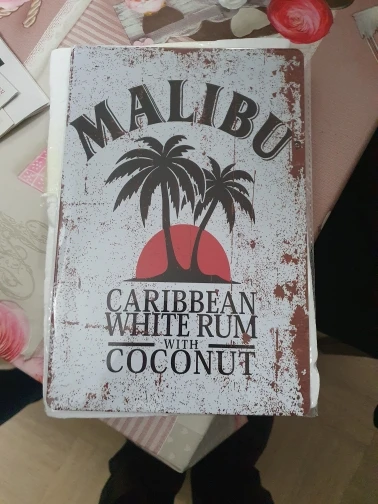 MALIBU
CARIBBEAN
WHITE RUM
WITH
COCONUT